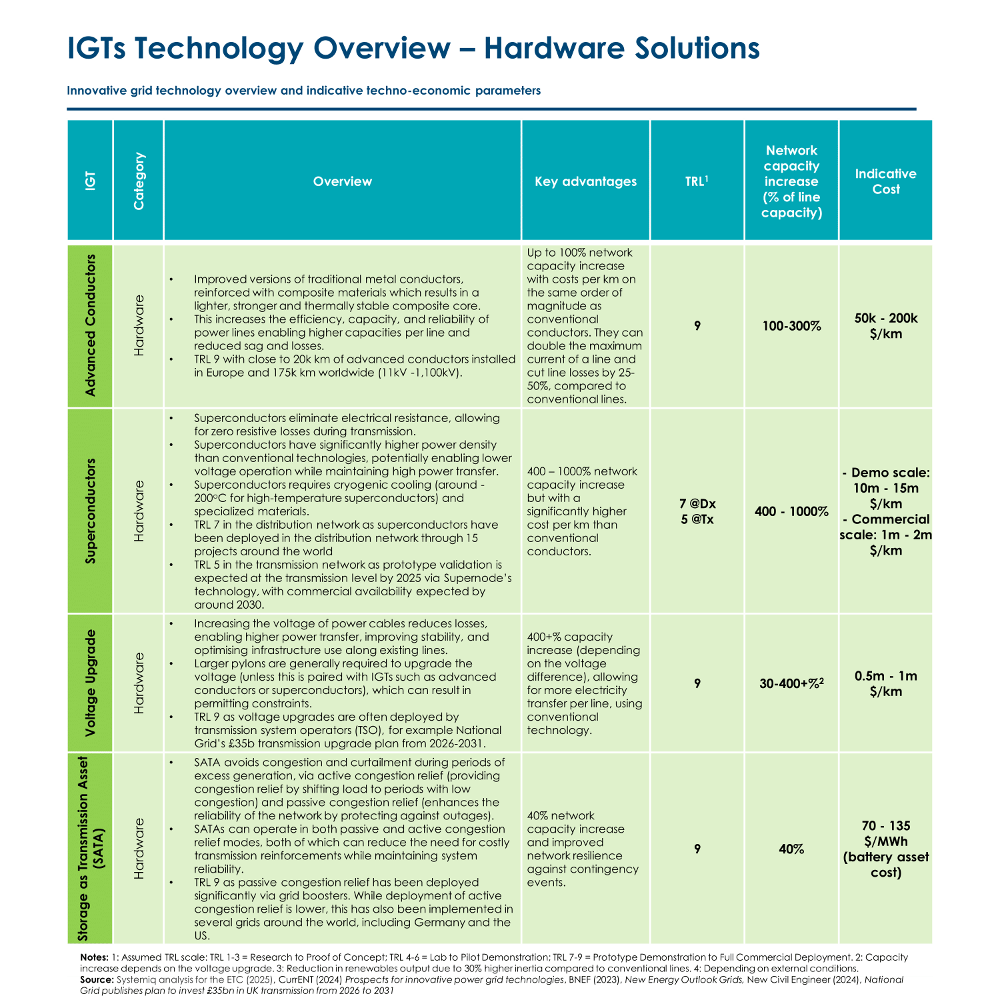 IGTs Technology Overview – Hardware Solutions
Innovative grid technology overview and indicative techno-economic parameters
IGT
Category
Overview
Key advantages
TRL¹
Network
capacity
increase
(% of line
capacity)
Indicative
Cost
Advanced Conductors
Hardware
• Improved versions of traditional metal conductors,
reinforced with composite materials which results in a
lighter, stronger and thermally stable composite core.
• This increases the efficiency, capacity, and reliability of
power lines enabling higher capacities per line and
reduced sag and losses.
• TRL 9 with close to 20k km of advanced conductors installed
in Europe and 175k km worldwide (11kV -1,100kV).
Up to 100% network
capacity increase
with costs per km on
the same order of
magnitude as
conventional
conductors. They can
double the maximum
current of a line and
cut line losses by 25-
50%, compared to
conventional lines.
9
100-300%
50k - 200k
$/km
Superconductors
Hardware
• Superconductors eliminate electrical resistance, allowing
for zero resistive losses during transmission.
• Superconductors have significantly higher power density
than conventional technologies, potentially enabling lower
voltage operation while maintaining high power transfer.
• Superconductors requires cryogenic cooling (around -
200ºC for high-temperature superconductors) and
specialized materials.
• TRL 7 in the distribution network as superconductors have
been deployed in the distribution network through 15
projects around the world
• TRL 5 in the transmission network as prototype validation is
expected at the transmission level by 2025 via Supernode’s
technology, with commercial availability expected by
around 2030.
400 – 1000% network
capacity increase
but with a
significantly higher
cost per km than
conventional
conductors.
7 @Dx
5 @Tx
400 - 1000%
- Demo scale:
10m - 15m
$/km
- Commercial
scale: 1m - 2m
$/km
Voltage Upgrade
Hardware
• Increasing the voltage of power cables reduces losses,
enabling higher power transfer, improving stability, and
optimising infrastructure use along existing lines.
• Larger pylons are generally required to upgrade the
voltage (unless this is paired with IGTs such as advanced
conductors or superconductors), which can result in
permitting constraints.
• TRL 9 as voltage upgrades are often deployed by
transmission system operators (TSO), for example National
Grid’s £35b transmission upgrade plan from 2026-2031.
400+% capacity
increase (depending
on the voltage
difference), allowing
for more electricity
transfer per line, using
conventional
technology.
9
30-400+%²
0.5m - 1m
$/km
Storage as Transmission Asset
(SATA)
Hardware
• SATA avoids congestion and curtailment during periods of
excess generation, via active congestion relief (providing
congestion relief by shifting load to periods with low
congestion) and passive congestion relief (enhances the
reliability of the network by protecting against outages).
• SATAs can operate in both passive and active congestion
relief modes, both of which can reduce the need for costly
transmission reinforcements while maintaining system
reliability.
• TRL 9 as passive congestion relief has been deployed
significantly via grid boosters. While deployment of active
congestion relief is lower, this has also been implemented in
several grids around the world, including Germany and the
US.
40% network
capacity increase
and improved
network resilience
against contingency
events.
9
40%
70 - 135
$/MWh
(battery asset
cost)
Notes: 1: Assumed TRL scale: TRL 1-3 = Research to Proof of Concept; TRL 4-6 = Lab to Pilot Demonstration; TRL 7-9 = Prototype Demonstration to Full Commercial Deployment. 2: Capacity
increase depends on the voltage upgrade. 3: Reduction in renewables output due to 30% higher inertia compared to conventional lines. 4: Depending on external conditions.
Source: Systemiq analysis for the ETC (2025), CurrENT (2024) Prospects for innovative power grid technologies, BNEF (2023), New Energy Outlook Grids, New Civil Engineer (2024), National
Grid publishes plan to invest £35bn in UK transmission from 2026 to 2031